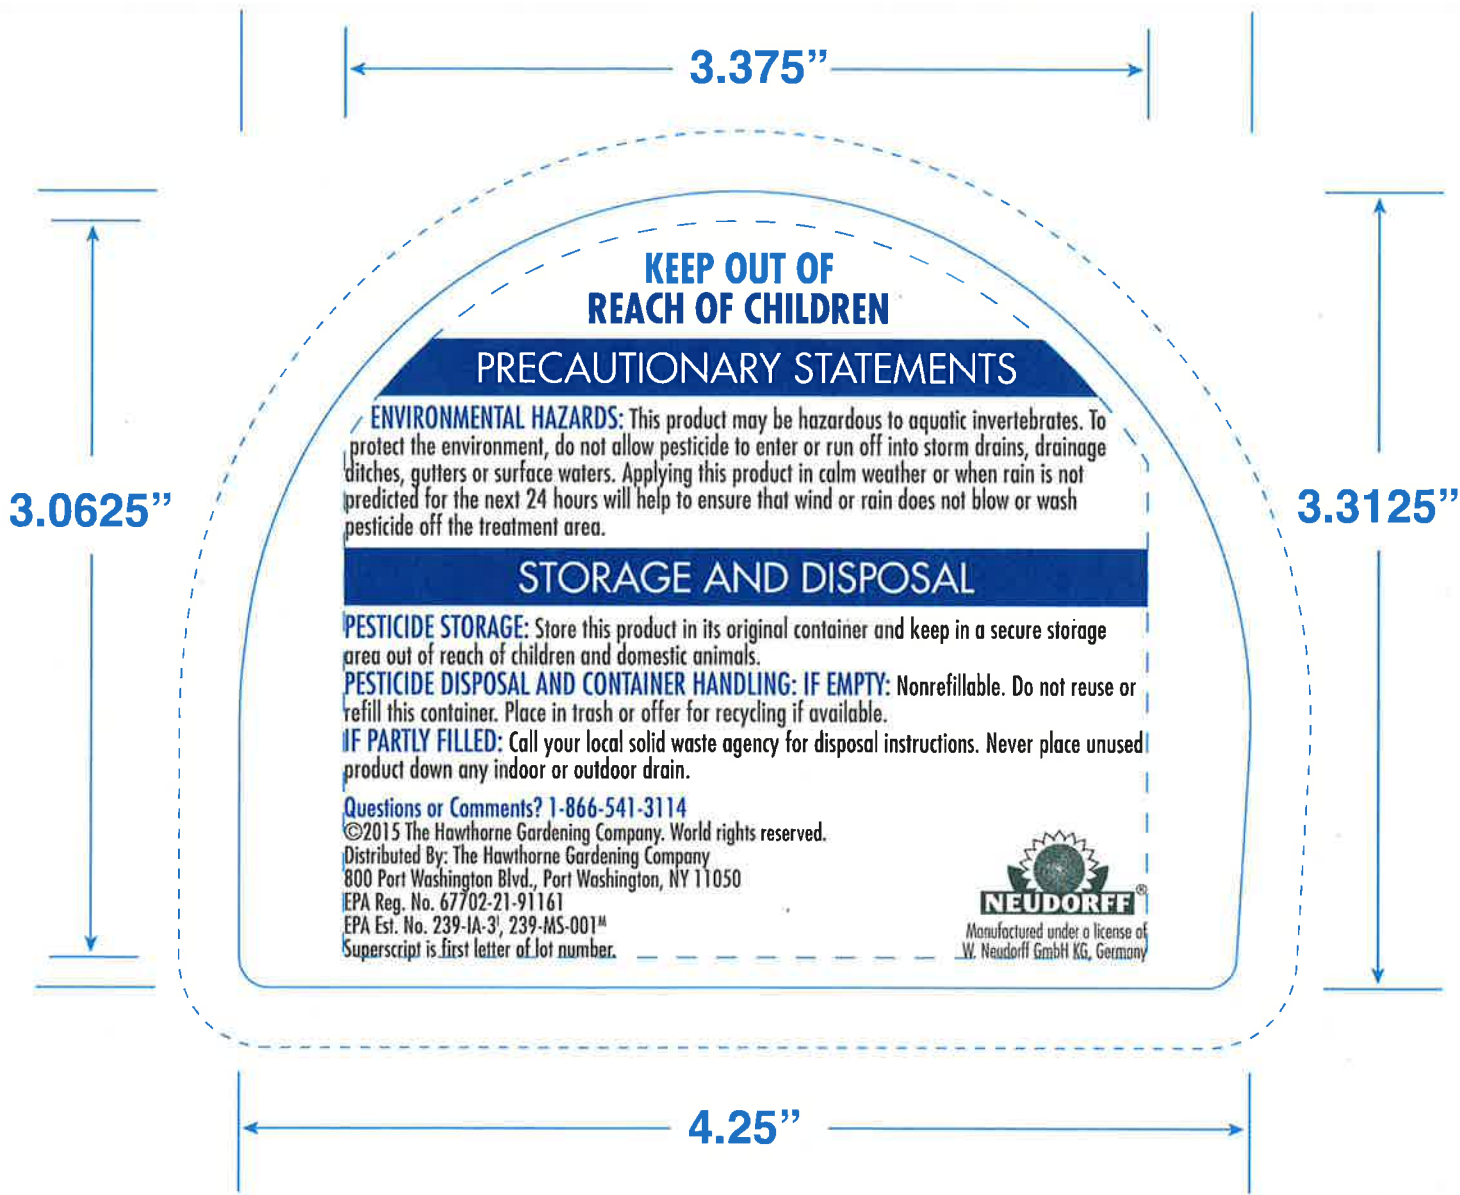 3.375”
KEEP OUT OF
REACH OF CHILDREN
PRECAUTIONARY STATEMENTS
ENVIRONMENTAL HAZARDS: This product may be hazardous to aquatic invertebrates. To
protect the environment, do not allow pesticide to enter or run off into storm drains, drainage
ditches, gutters or surface waters. Applying this product in calm weather or when rain is not
predicted for the next 24 hours will help to ensure that wind or rain does not blow or wash
pesticide off the treatment area.
3.0625”
3.3125”
STORAGE AND DISPOSAL
PESTICIDE STORAGE: Store this product in its original container and keep in a secure storage
area out of reach of children and domestic animals.
PESTICIDE DISPOSAL AND CONTAINER HANDLING: IF EMPTY: Nonrefillable. Do not reuse or
refill this container. Place in trash or offer for recycling if available.
IF PARTLY FILLED: Call your local solid waste agency for disposal instructions. Never place unused
product down any indoor or outdoor drain.
Questions or Comments? 1-866-541-3114
©2015 The Hawthorne Gardening Company. World rights reserved.
Distributed By: The Hawthorne Gardening Company
800 Port Washington Blvd., Port Washington, NY 11050
EPA Reg. No. 67702-21-91161
EPA Est. No. 239-IA-3ᴵ, 239-MS-001ᴹ
Superscript is first letter of lot number.
NEUDORFF®
Manufactured under a license of
W. Neudorff GmbH KG, Germany
4.25”